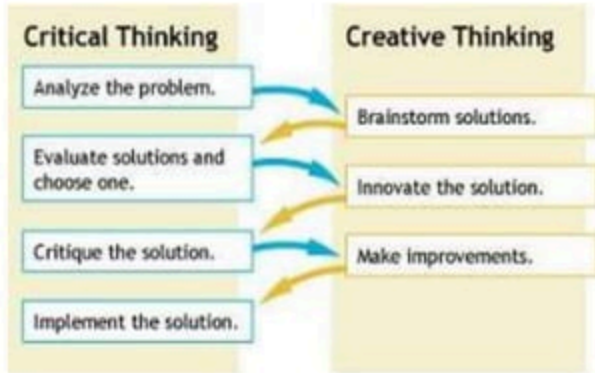 Critical Thinking
Creative Thinking
Analyze the problem.
Brainstorm solutions.
Evaluate solutions and
choose one.
Innovate the solution.
Critique the solution.
Make improvements.
Implement the solution.